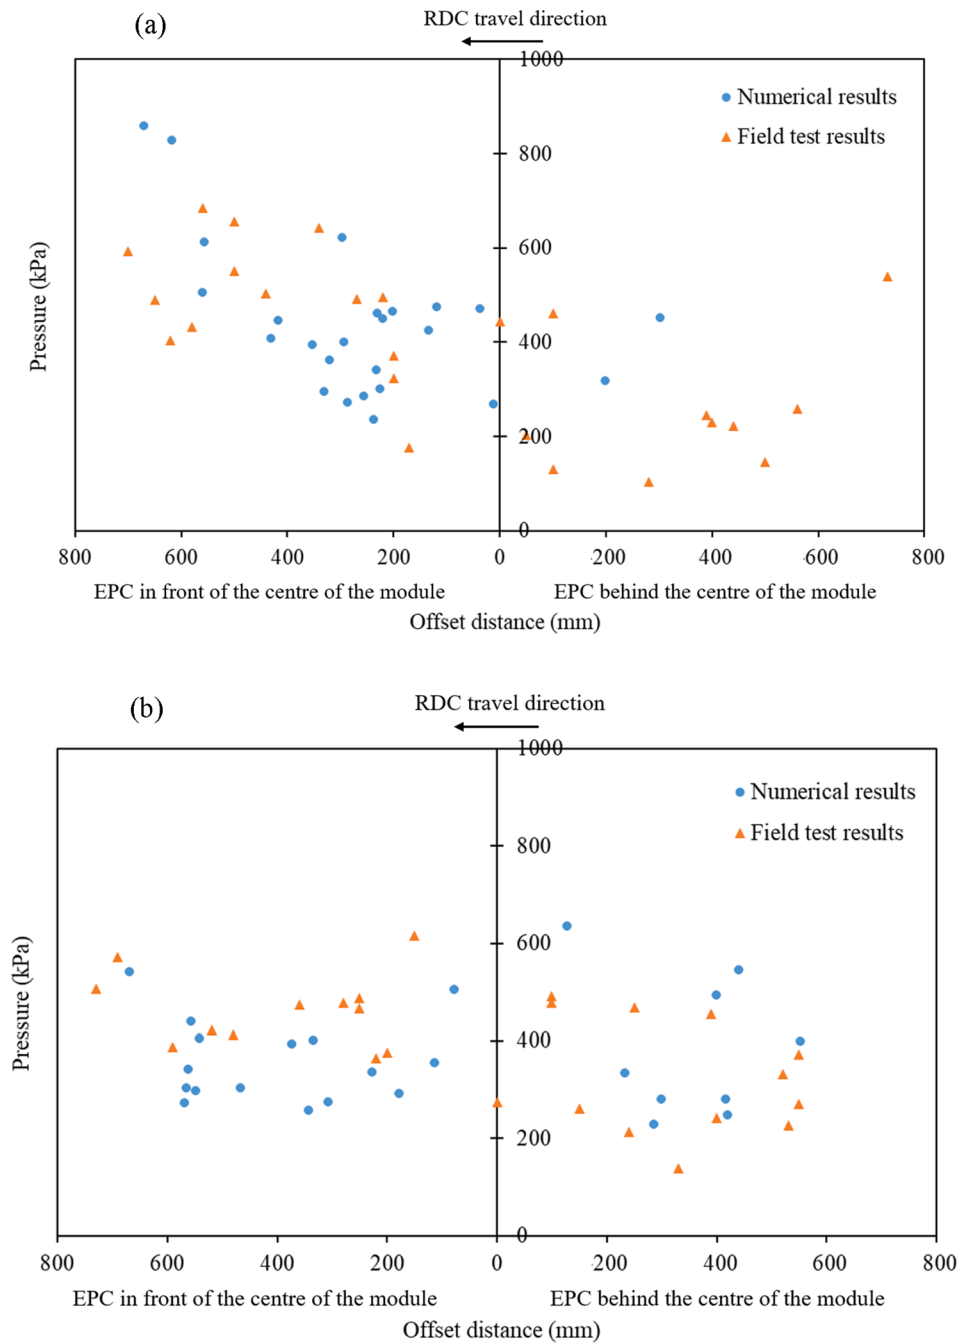 (a)
RDC travel direction
1000
Numerical results
800
Field test results
600
Pressure (kPa)
400
200
0
800 600 400 200 0 200 400 600 800
EPC in front of the centre of the module EPC behind the centre of the module
Offset distance (mm)
(b)
RDC travel direction
1000
Numerical results
Field test results
800
600
Pressure (kPa)
400
200
0
800 600 400 200 0 200 400 600 800
EPC in front of the centre of the module EPC behind the centre of the module
Offset distance (mm)